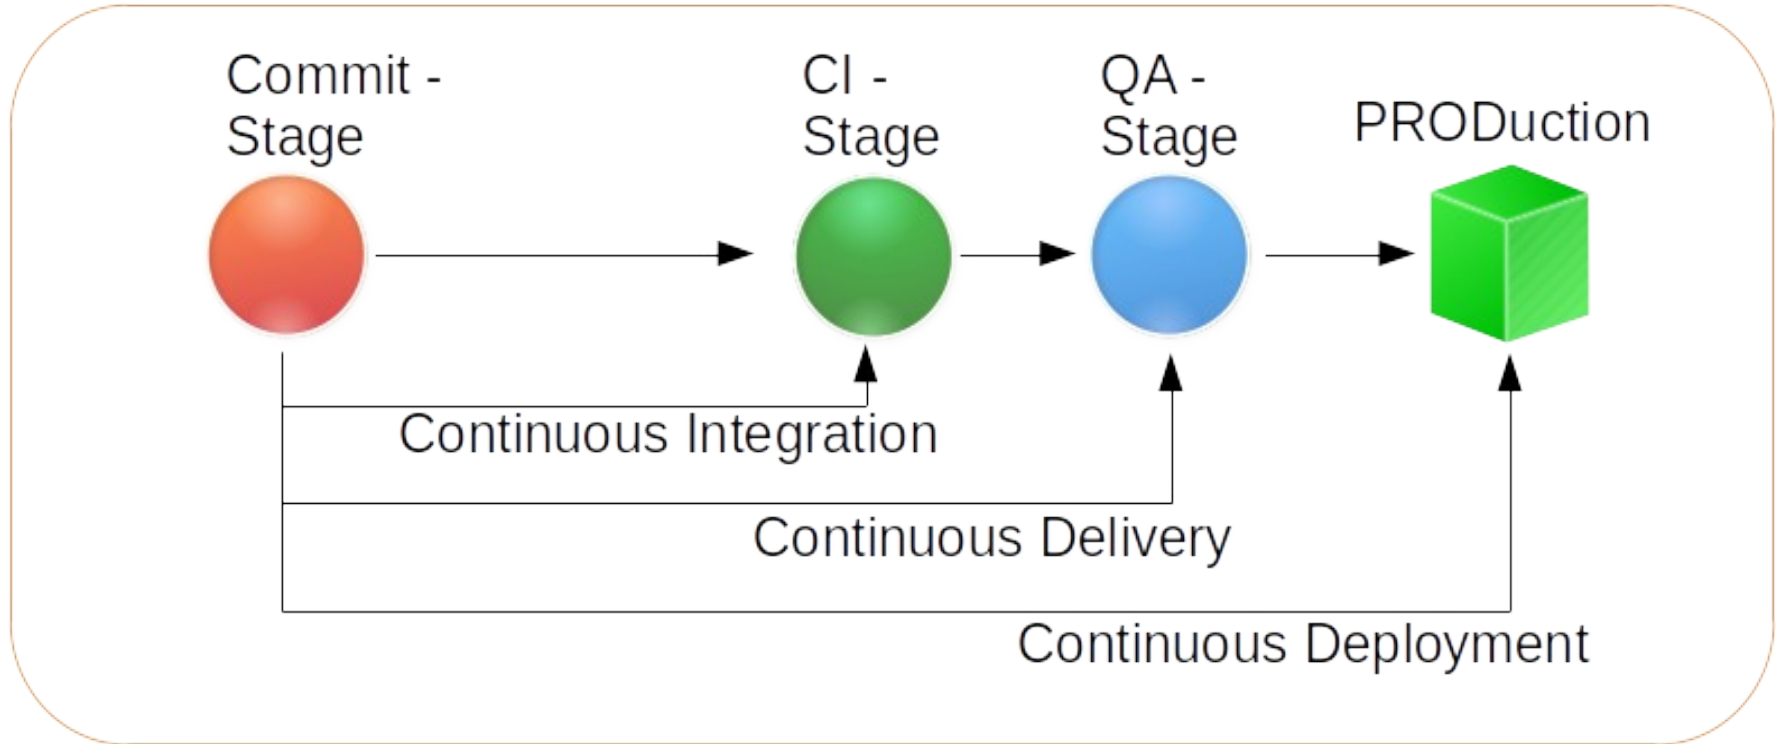 Commit -
Stage
CI -
Stage
QA -
Stage
PRODuction
Continuous Integration
Continuous Delivery
Continuous Deployment